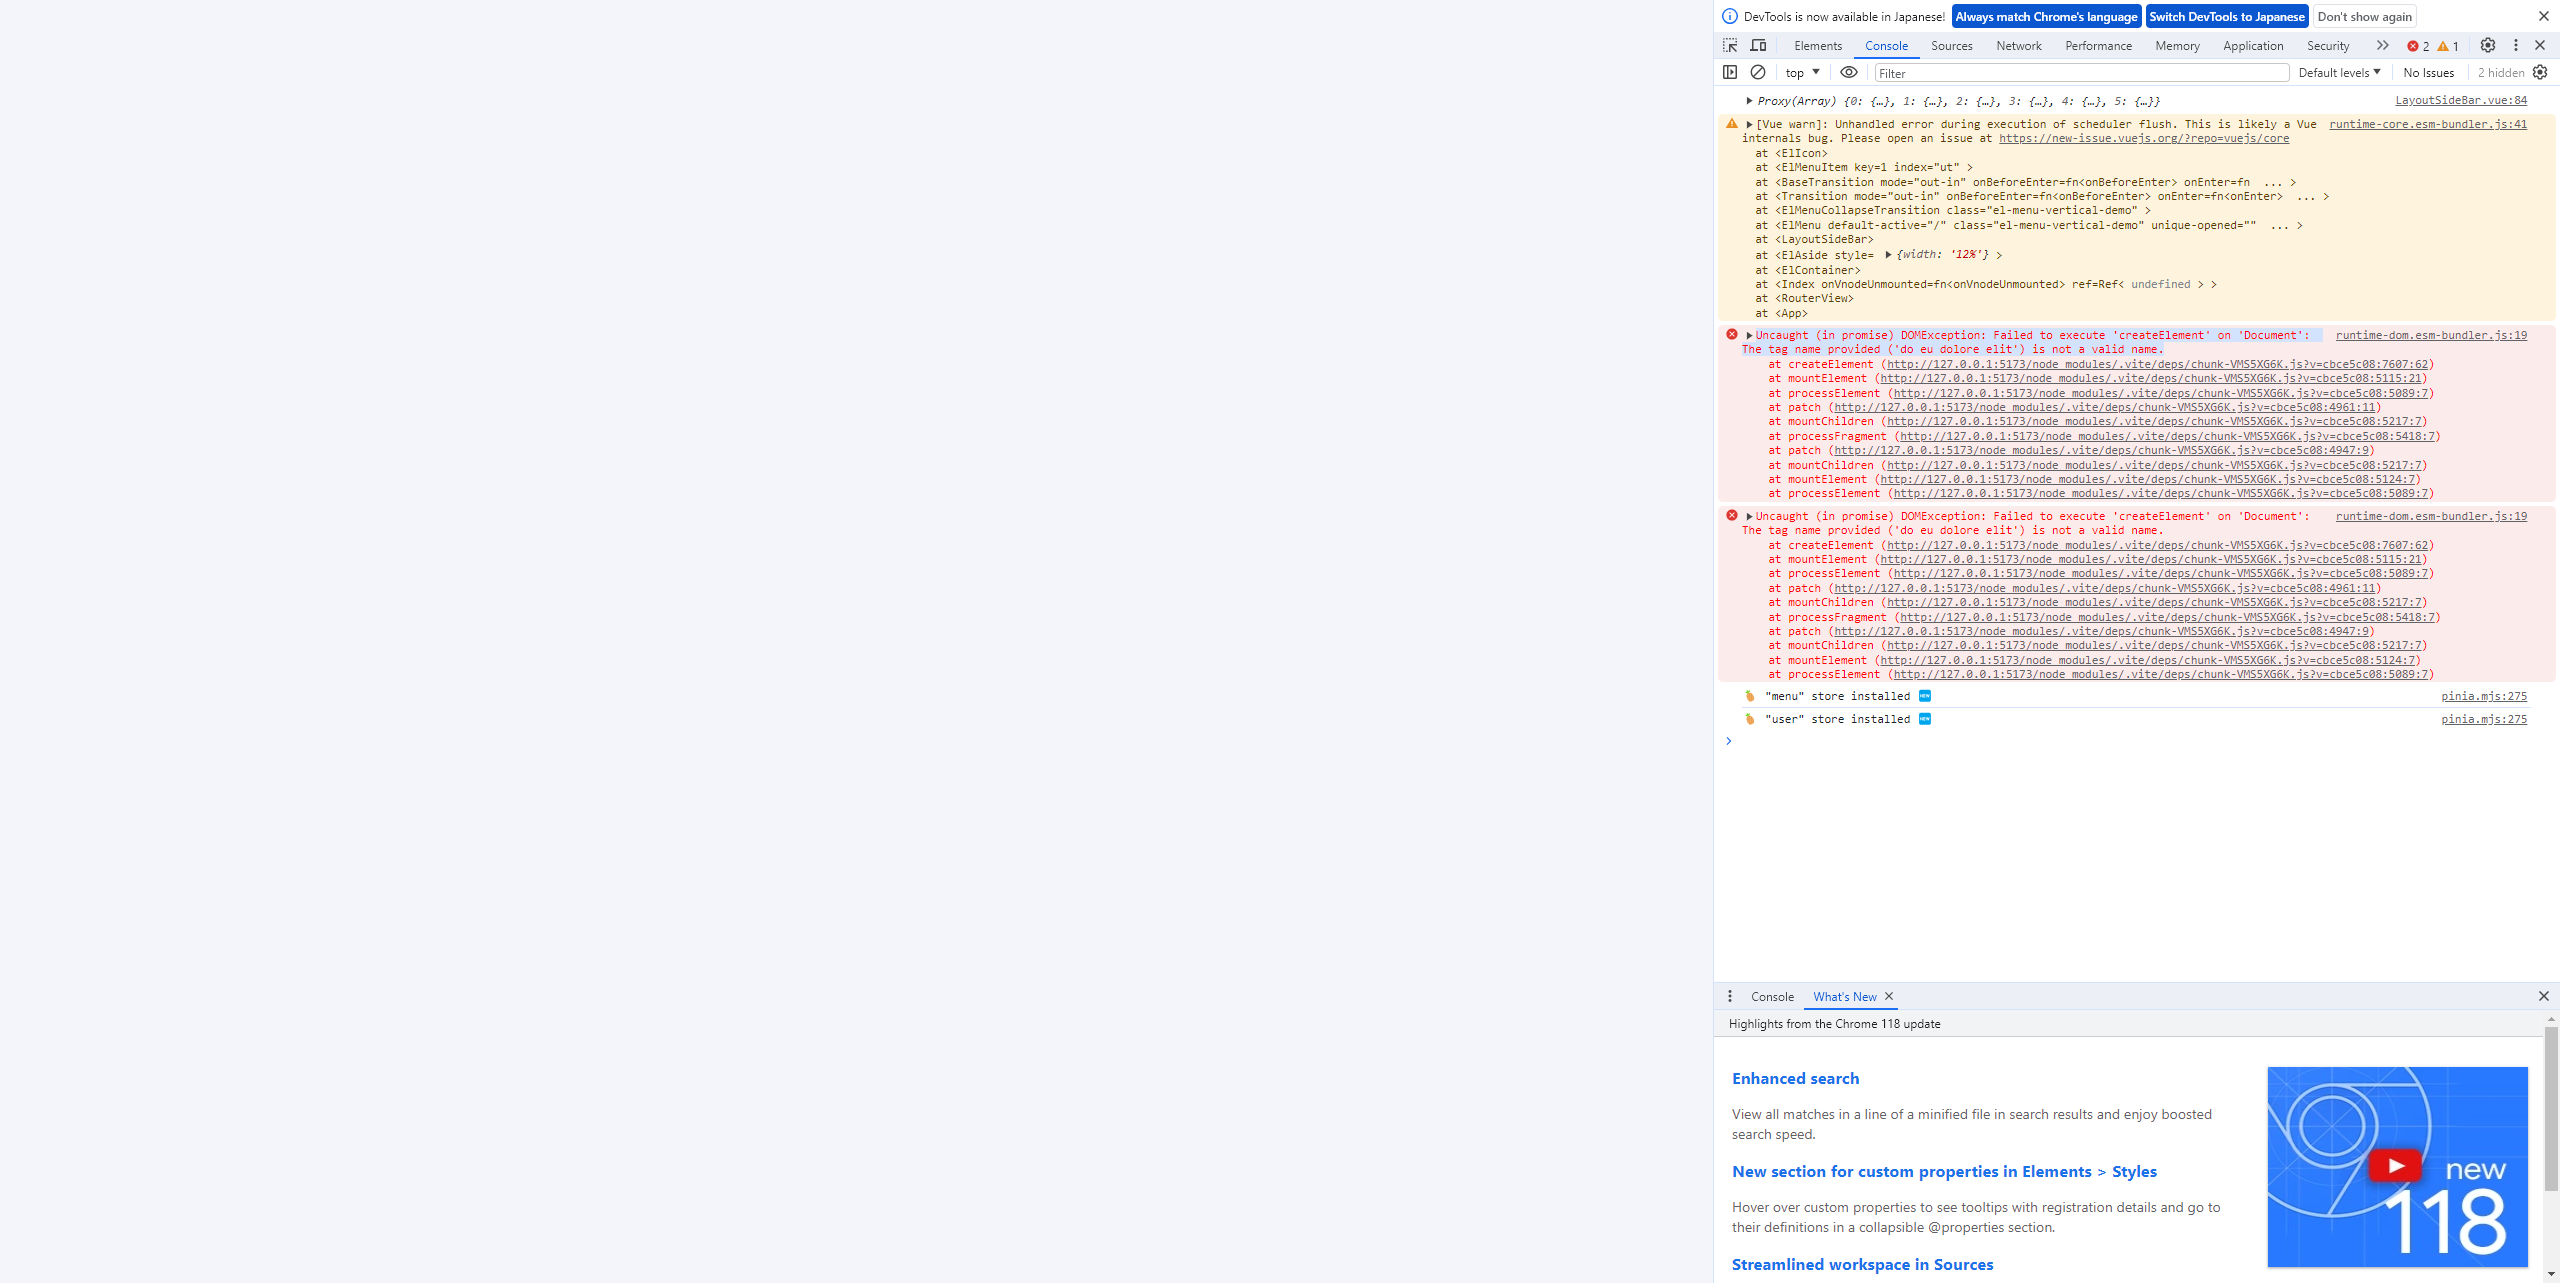 DevTools is now available in Japanese! Always match Chrome's language Switch DevTools to Japanese Don't show again
Elements Console Sources Network Performance Memory Application Security 2 1
top Filter Default levels No Issues 2 hidden
Proxy(Array) {0: {…}, 1: {…}, 2: {…}, 3: {…}, 4: {…}, 5: {…}} LayoutSideBar.vue:84
[Vue warn]: Unhandled error during execution of scheduler flush. This is likely a Vue runtime-core.esm-bundler.js:41
internals bug. Please open an issue at https://new-issue.vuejs.org/?repo=vuejs/core
at <ElIcon>
at <ElMenuItem key=1 index="ut" >
at <BaseTransition mode="out-in" onBeforeEnter=fn<onBeforeEnter> onEnter=fn ... >
at <Transition mode="out-in" onBeforeEnter=fn<onBeforeEnter> onEnter=fn<onEnter> ... >
at <ElMenuCollapseTransition class="el-menu-vertical-demo" >
at <ElMenu default-active="/" class="el-menu-vertical-demo" unique-opened="" ... >
at <LayoutSideBar>
at <ElAside style= {width: '12%'} >
at <ElContainer>
at <Index onVnodeUnmounted=fn<onVnodeUnmounted> ref=Ref< undefined > >
at <RouterView>
at <App>
Uncaught (in promise) DOMException: Failed to execute 'createElement' on 'Document': runtime-dom.esm-bundler.js:19
The tag name provided ('do eu dolore elit') is not a valid name.
at createElement (http://127.0.0.1:5173/node_modules/.vite/deps/chunk-VMS5XG6K.js?v=cbce5c08:7607:62)
at mountElement (http://127.0.0.1:5173/node_modules/.vite/deps/chunk-VMS5XG6K.js?v=cbce5c08:5115:21)
at processElement (http://127.0.0.1:5173/node_modules/.vite/deps/chunk-VMS5XG6K.js?v=cbce5c08:5089:7)
at patch (http://127.0.0.1:5173/node_modules/.vite/deps/chunk-VMS5XG6K.js?v=cbce5c08:4961:11)
at mountChildren (http://127.0.0.1:5173/node_modules/.vite/deps/chunk-VMS5XG6K.js?v=cbce5c08:5217:7)
at processFragment (http://127.0.0.1:5173/node_modules/.vite/deps/chunk-VMS5XG6K.js?v=cbce5c08:5418:7)
at patch (http://127.0.0.1:5173/node_modules/.vite/deps/chunk-VMS5XG6K.js?v=cbce5c08:4947:9)
at mountChildren (http://127.0.0.1:5173/node_modules/.vite/deps/chunk-VMS5XG6K.js?v=cbce5c08:5217:7)
at mountElement (http://127.0.0.1:5173/node_modules/.vite/deps/chunk-VMS5XG6K.js?v=cbce5c08:5124:7)
at processElement (http://127.0.0.1:5173/node_modules/.vite/deps/chunk-VMS5XG6K.js?v=cbce5c08:5089:7)
Uncaught (in promise) DOMException: Failed to execute 'createElement' on 'Document': runtime-dom.esm-bundler.js:19
The tag name provided ('do eu dolore elit') is not a valid name.
at createElement (http://127.0.0.1:5173/node_modules/.vite/deps/chunk-VMS5XG6K.js?v=cbce5c08:7607:62)
at mountElement (http://127.0.0.1:5173/node_modules/.vite/deps/chunk-VMS5XG6K.js?v=cbce5c08:5115:21)
at processElement (http://127.0.0.1:5173/node_modules/.vite/deps/chunk-VMS5XG6K.js?v=cbce5c08:5089:7)
at patch (http://127.0.0.1:5173/node_modules/.vite/deps/chunk-VMS5XG6K.js?v=cbce5c08:4961:11)
at mountChildren (http://127.0.0.1:5173/node_modules/.vite/deps/chunk-VMS5XG6K.js?v=cbce5c08:5217:7)
at processFragment (http://127.0.0.1:5173/node_modules/.vite/deps/chunk-VMS5XG6K.js?v=cbce5c08:5418:7)
at patch (http://127.0.0.1:5173/node_modules/.vite/deps/chunk-VMS5XG6K.js?v=cbce5c08:4947:9)
at mountChildren (http://127.0.0.1:5173/node_modules/.vite/deps/chunk-VMS5XG6K.js?v=cbce5c08:5217:7)
at mountElement (http://127.0.0.1:5173/node_modules/.vite/deps/chunk-VMS5XG6K.js?v=cbce5c08:5124:7)
at processElement (http://127.0.0.1:5173/node_modules/.vite/deps/chunk-VMS5XG6K.js?v=cbce5c08:5089:7)
🍍 "menu" store installed 🆕 pinia.mjs:275
🍍 "user" store installed 🆕 pinia.mjs:275
Console What's New
Highlights from the Chrome 118 update
Enhanced search
View all matches in a line of a minified file in search results and enjoy boosted
search speed.
New section for custom properties in Elements > Styles
Hover over custom properties to see tooltips with registration details and go to
their definitions in a collapsible @properties section.
Streamlined workspace in Sources
new
118